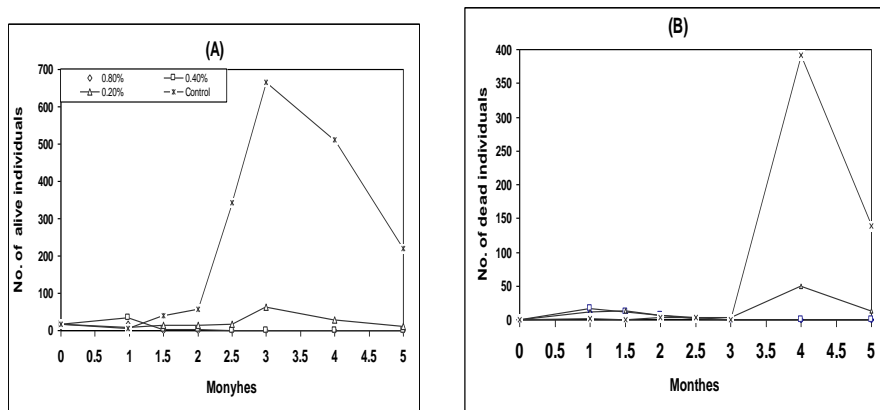 (A)
No. of alive individuals
700
600
500
400
300
200
100
0
0.80% 0.40%
0.20% Control
0 0.5 1 1.5 2 2.5 3 3.5 4 4.5 5
Monyhes
(B)
No. of dead individuals
400
350
300
250
200
150
100
50
0
0 0.5 1 1.5 2 2.5 3 3.5 4 4.5 5
Monthes